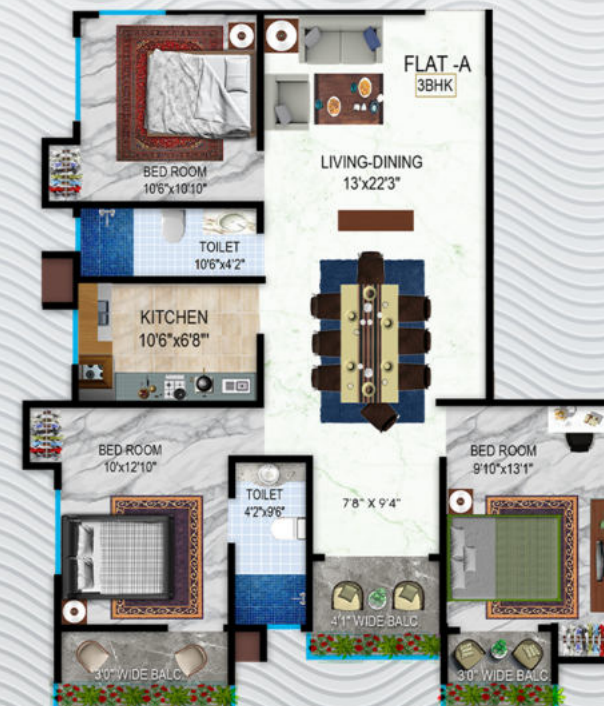 FLAT -A
3BHK
BED ROOM
10'6"x10'10"
LIVING-DINING
13'x22'3"
TOILET
10'6"x4'2"
KITCHEN
10'6"x6'8"'
BED ROOM
10'x12'10"
BED ROOM
9'10"x13'1"
TOILET
4'2"x9'6"
7'8" X 9'4"
4'1" WIDE BALC.
3'0" WIDE BALC.
3'0" WIDE BALC.